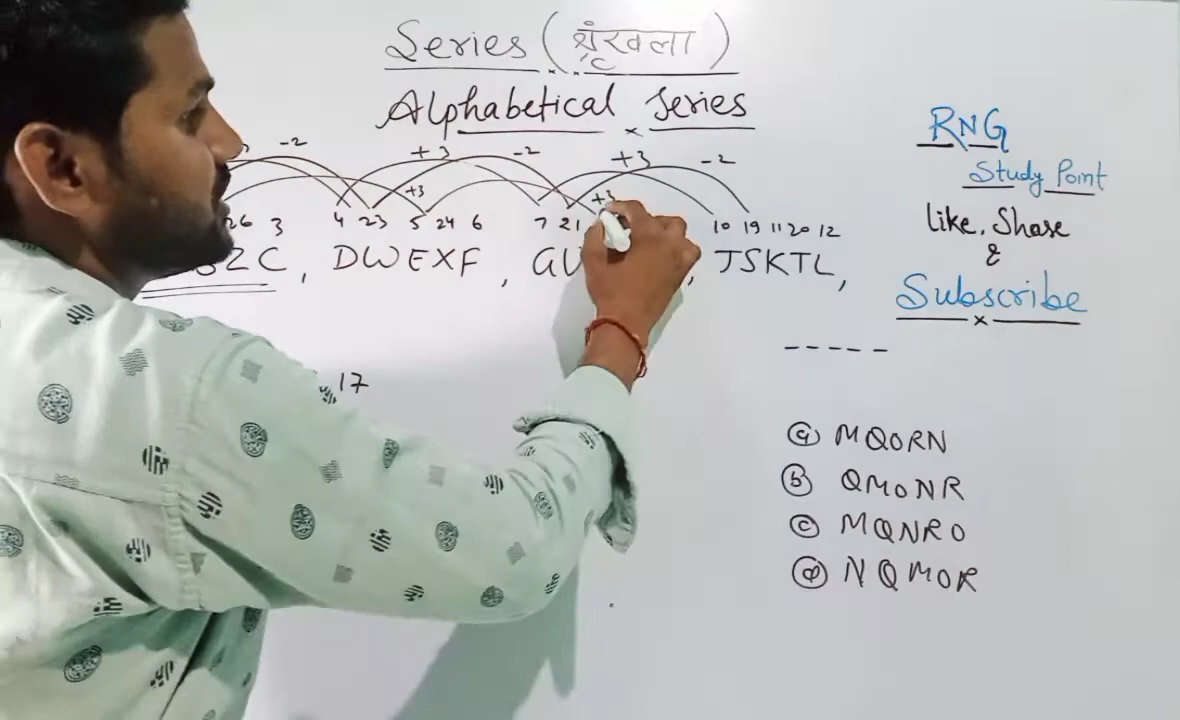 Series (श्रृंखला)
Alphabetical Series
-2 +3 -2 +3 -2
+3 +3
26 3 4 23 5 24 6 7 21 10 19 11 20 12
ZC, DWEXF, GV , JSKTL,
-----
17
RNG
Study Point
Like, Share
&
Subscribe
x
(a) MQORN
(b) QMONR
(c) MQNRO
(d) NQMOR